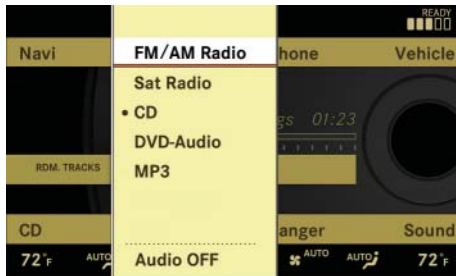 READY
Navi FM/AM Radio hone Vehicle
Sat Radio
• CD
gs 01:23
DVD-Audio
RDM. TRACKS MP3
CD anger Sound
72°F AUTO Audio OFF AUTO AUTO 72°F